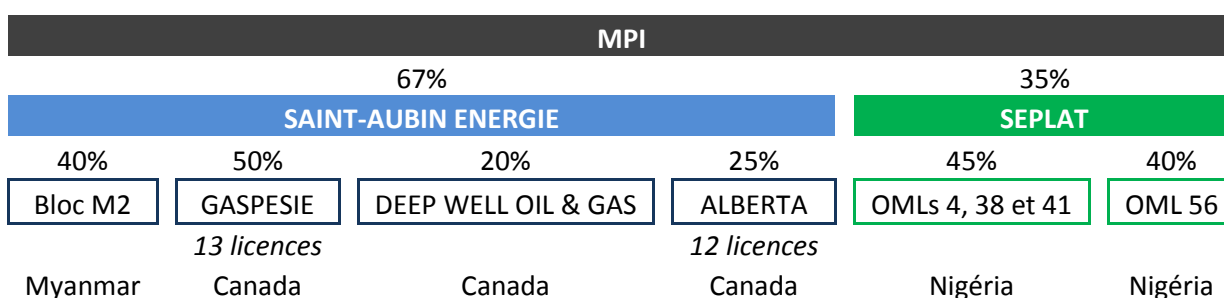 MPI
67% 35%
SAINT-AUBIN ENERGIE SEPLAT
40% 50% 20% 25% 45% 40%
Bloc M2 GASPESIE DEEP WELL OIL & GAS ALBERTA OMLs 4, 38 et 41 OML 56
13 licences 12 licences
Myanmar Canada Canada Canada Nigéria Nigéria